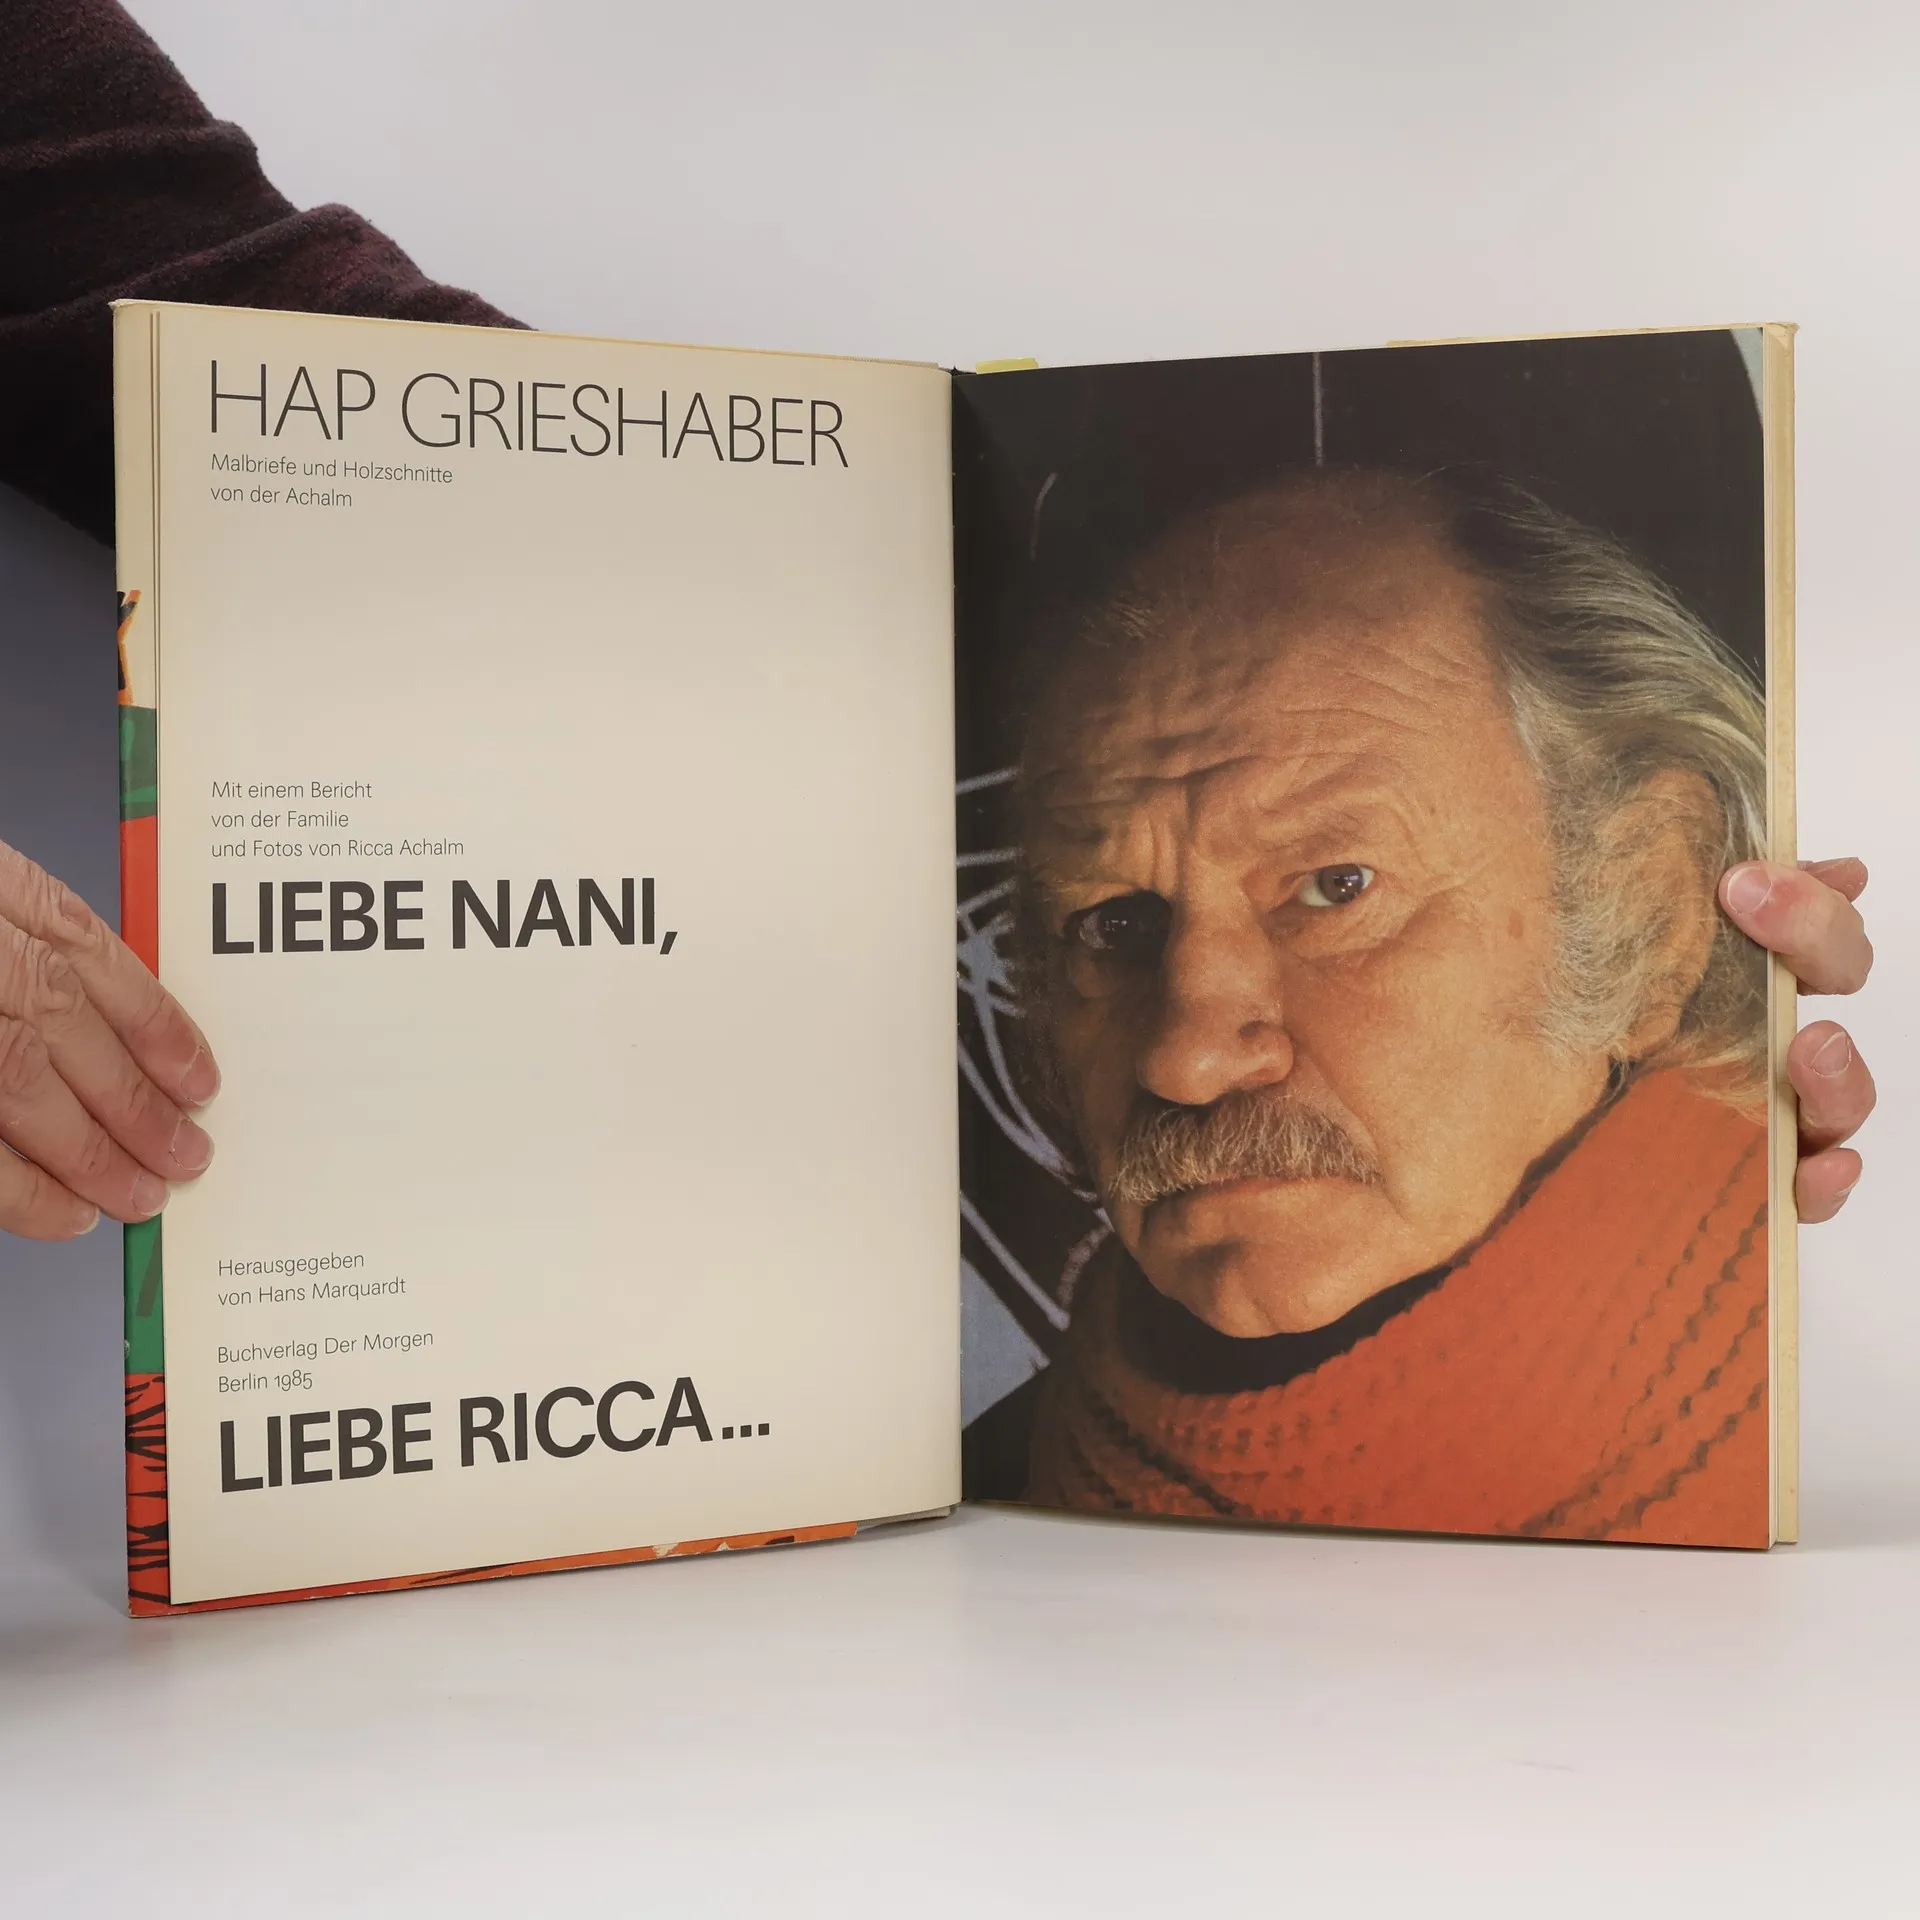 HAP GRIESHABER
Malbriefe und Holzschnitte
von der Achalm
Mit einem Bericht
von der Familie
und Fotos von Ricca Achalm
LIEBE NANI,
Herausgegeben
von Hans Marquardt
Buchverlag Der Morgen
Berlin 1985
LIEBE RICCA...